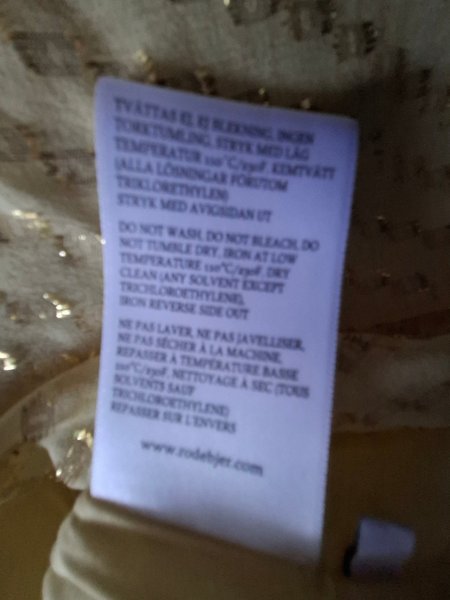 TVÄTTAS EJ, EJ BLEKNING, INGEN
TORKTUMLING, STRYK MED LÅG
TEMPERATUR 110°C/230F. KEMTVÄTT
(ALLA LÖSNINGAR FÖRUTOM
TRIKLORETHYLEN)
STRYK MED AVIGSIDAN UT
DO NOT WASH, DO NOT BLEACH, DO
NOT TUMBLE DRY, IRON AT LOW
TEMPERATURE 110°C/230F, DRY
CLEAN (ANY SOLVENT EXCEPT
TRICHLOROETHYLENE),
IRON REVERSE SIDE OUT
NE PAS LAVER, NE PAS JAVELLISER,
NE PAS SÉCHER À LA MACHINE,
REPASSER À TEMPÉRATURE BASSE
110°C/230F. NETTOYAGE À SEC (TOUS
SOLVENTS SAUF
TRICHLOROETHYLENE)
REPASSER SUR L'ENVERS
www.rodebjer.com